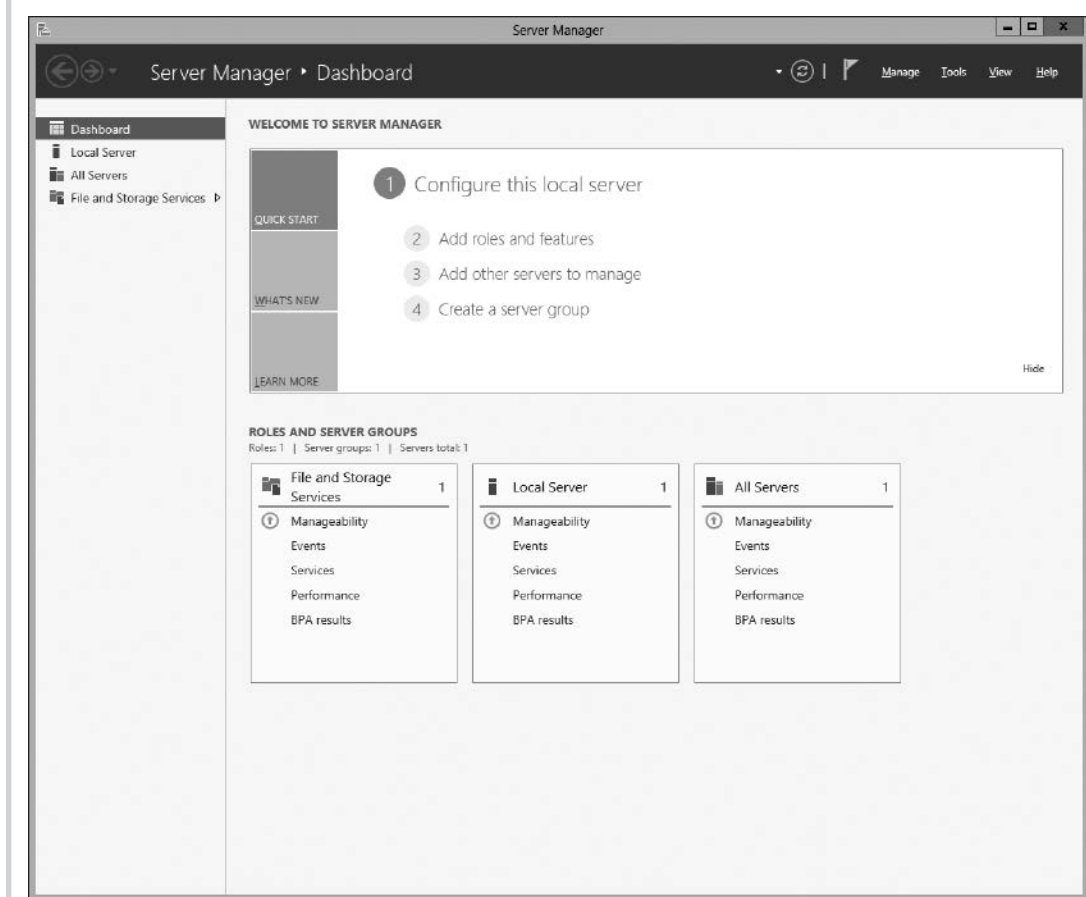 Server Manager
Server Manager • Dashboard
Manage Tools View Help
Dashboard
Local Server
All Servers
File and Storage Services
WELCOME TO SERVER MANAGER
QUICK START
WHAT'S NEW
LEARN MORE
1 Configure this local server
2 Add roles and features
3 Add other servers to manage
4 Create a server group
Hide
ROLES AND SERVER GROUPS
Roles: 1 | Server groups: 1 | Servers total: 1
File and Storage
Services 1
Manageability
Events
Services
Performance
BPA results
Local Server 1
Manageability
Events
Services
Performance
BPA results
All Servers 1
Manageability
Events
Services
Performance
BPA results